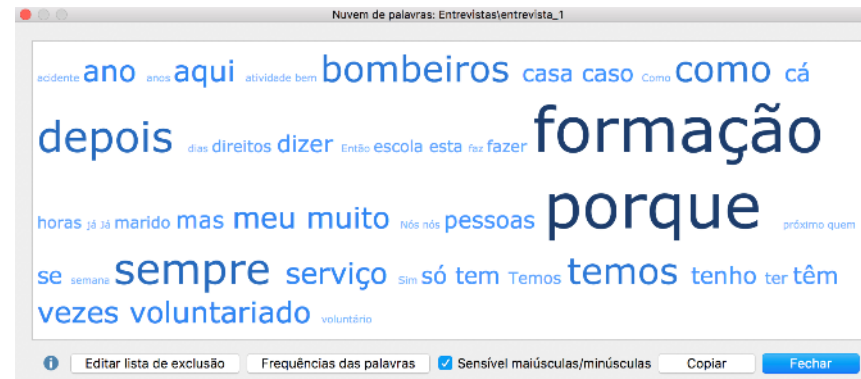 Nuvem de palavras: Entrevistas\entrevista_1
acidente ano anos aqui atividade bem bombeiros casa caso Como como cá
depois dias direitos dizer Então escola esta faz fazer formação
horas já Já marido mas meu muito Nós nós pessoas porque próximo quem
se semana sempre serviço Sim só tem Temos temos tenho ter têm
vezes voluntariado voluntário
Editar lista de exclusão Frequências das palavras Sensível maiúsculas/minúsculas Copiar Fechar